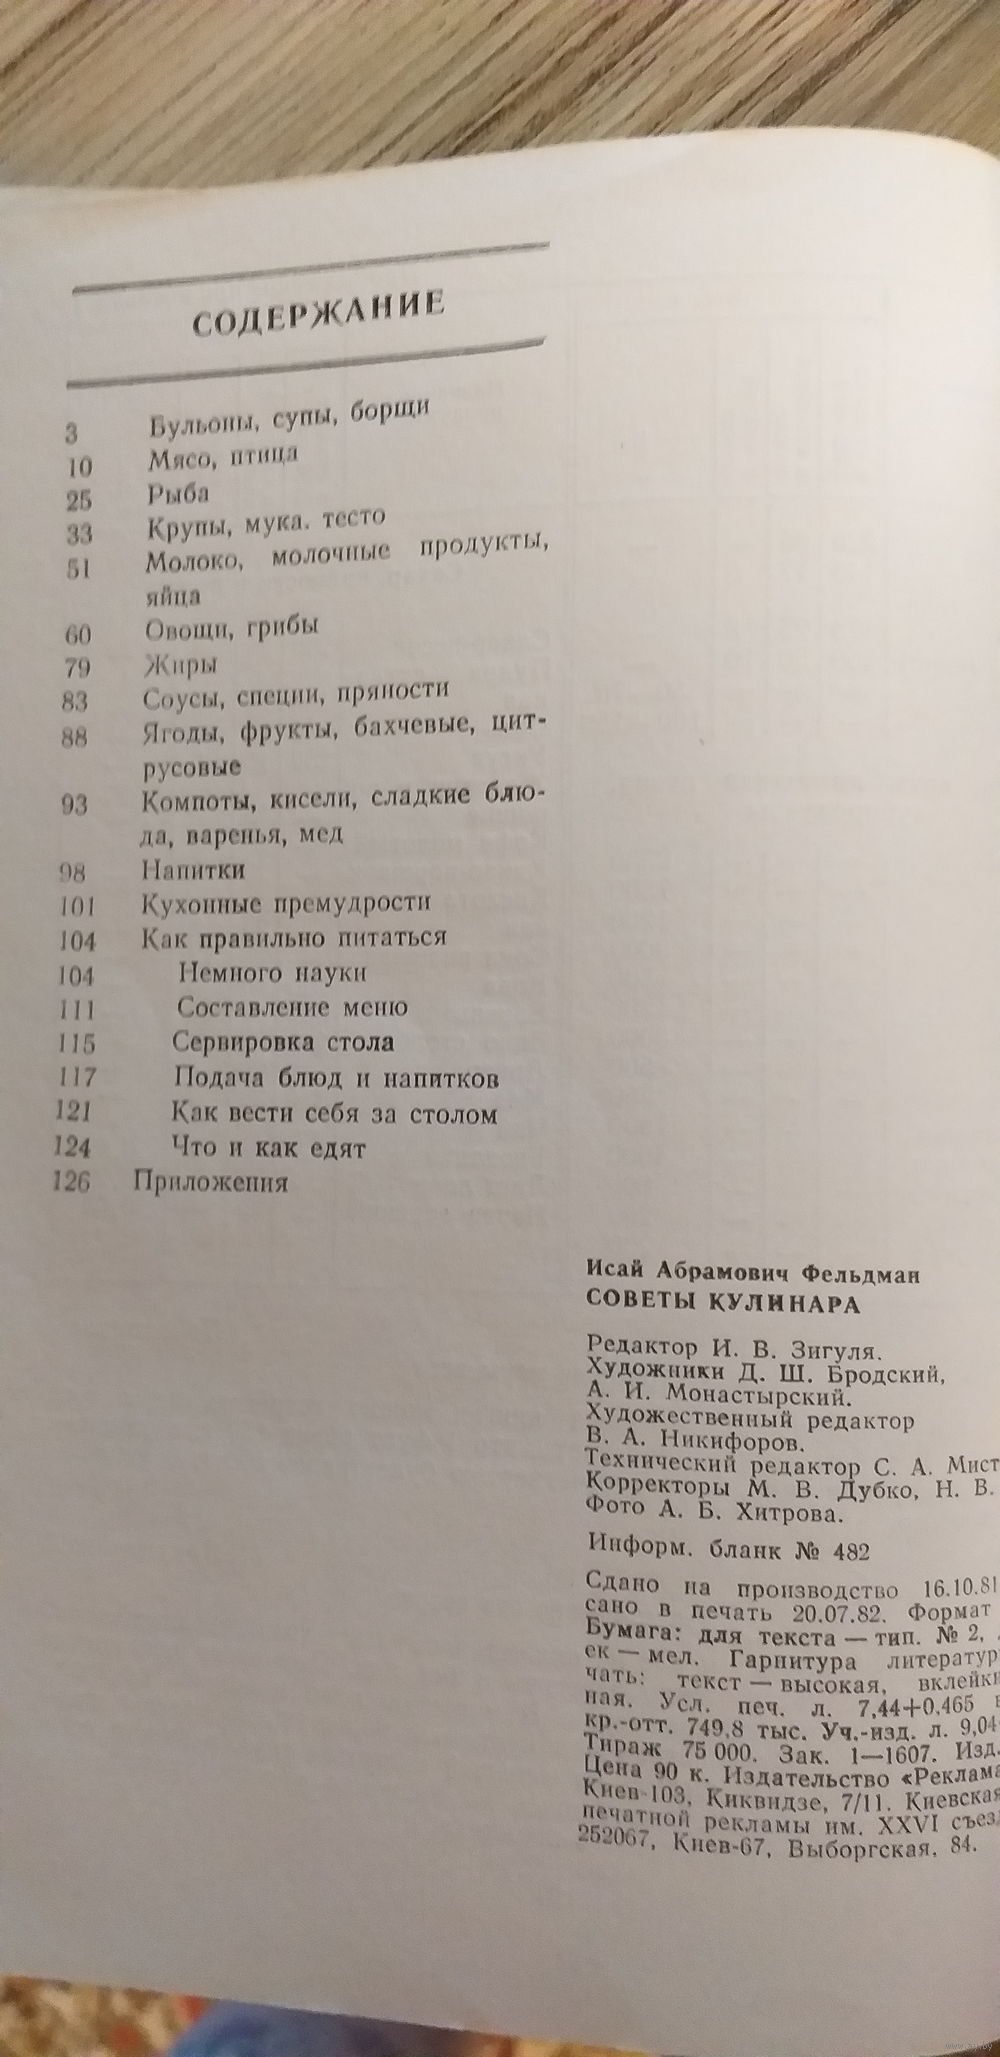 СОДЕРЖАНИЕ
3 Бульоны, супы, борщи
10 Мясо, птица
25 Рыба
33 Крупы, мука. тесто
51 Молоко, молочные продукты,
яйца
60 Овощи, грибы
79 Жиры
83 Соусы, специи, пряности
88 Ягоды, фрукты, бахчевые, цит-
русовые
93 Компоты, кисели, сладкие блю-
да, варенья, мед
98 Напитки
101 Кухонные премудрости
104 Как правильно питаться
104 Немного науки
111 Составление меню
115 Сервировка стола
117 Подача блюд и напитков
121 Как вести себя за столом
124 Что и как едят
126 Приложения
Исай Абрамович Фельдман
СОВЕТЫ КУЛИНАРА
Редактор И. В. Зигуля.
Художники Д. Ш. Бродский,
А. И. Монастырский.
Художественный редактор
В. А. Никифоров.
Технический редактор С. А. Мист
Корректоры М. В. Дубко, Н. В.
Фото А. Б. Хитрова.
Информ. бланк № 482
Сдано на производство 16.10.81
сано в печать 20.07.82. Формат
Бумага: для текста — тип. № 2,
ек — мел. Гарнитура литератур
чать: текст — высокая, вклейки
ная. Усл. печ. л. 7,44+0,465
кр.-отт. 749,8 тыс. Уч.-изд. л. 9,04
Тираж 75 000. Зак. 1—1607. Изд.
Цена 90 к. Издательство «Реклама
Киев-103, Киквидзе, 7/11. Киевская
печатной рекламы им. XXVI съезд
252067, Киев-67, Выборгская, 84.